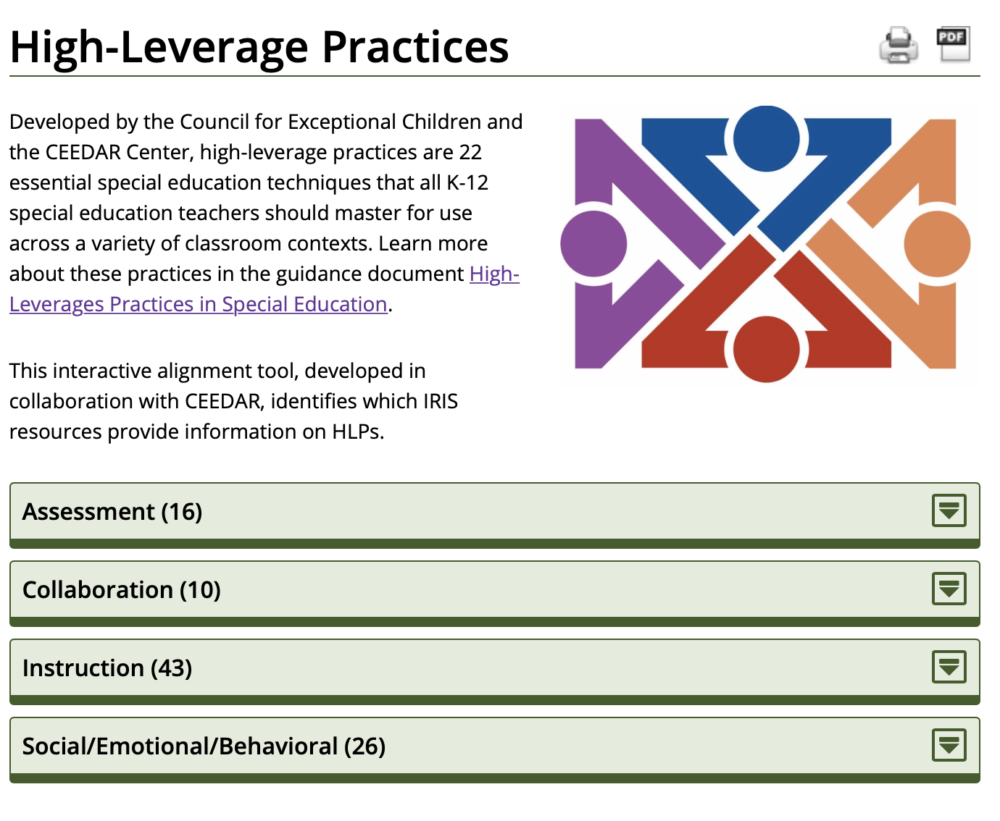 High-Leverage Practices
PDF
Developed by the Council for Exceptional Children and
the CEEDAR Center, high-leverage practices are 22
essential special education techniques that all K-12
special education teachers should master for use
across a variety of classroom contexts. Learn more
about these practices in the guidance document High-
Leverages Practices in Special Education.
This interactive alignment tool, developed in
collaboration with CEEDAR, identifies which IRIS
resources provide information on HLPs.
Assessment (16)
Collaboration (10)
Instruction (43)
Social/Emotional/Behavioral (26)